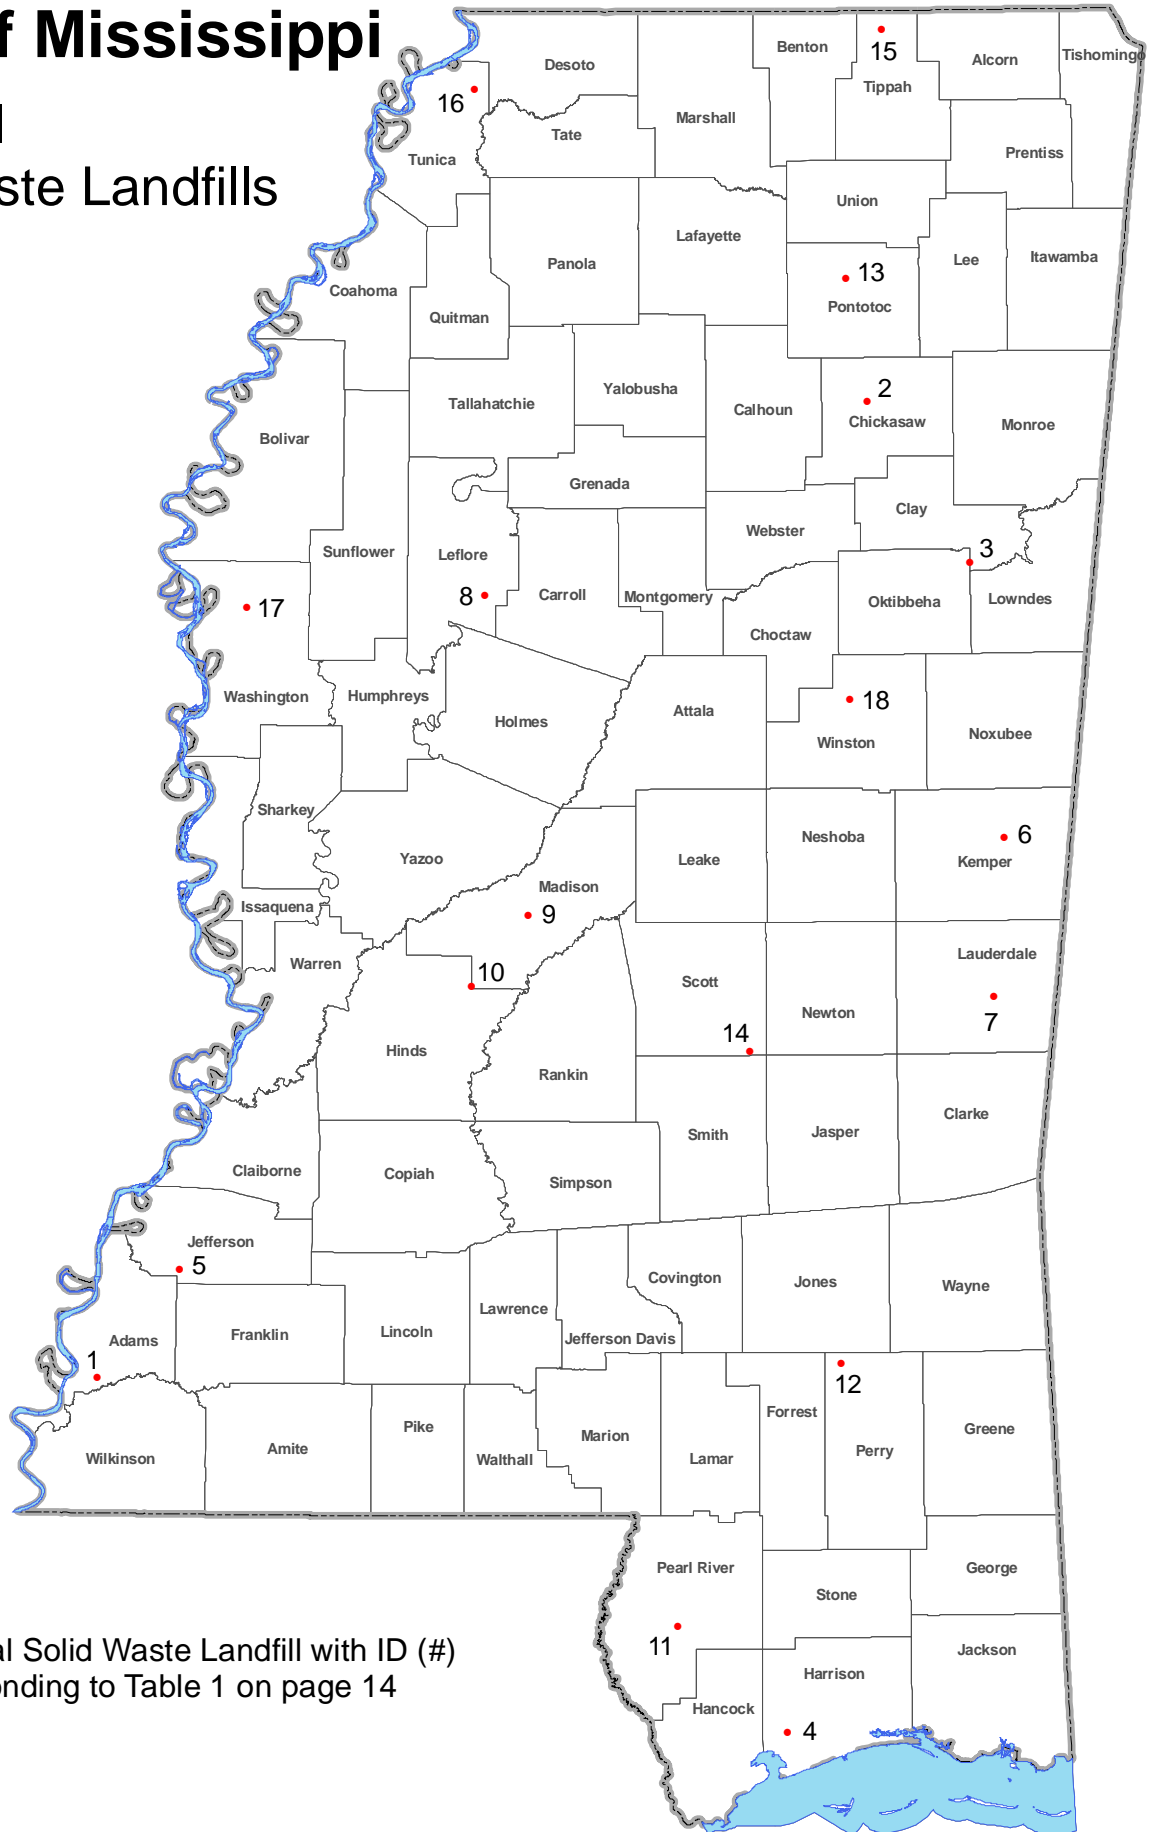 f Mississippi
ste Landfills
Desoto
Benton
15
Tippah
Alcorn
Tishomingo
16
Tate
Marshall
Tunica
Prentiss
Union
Lafayette
Panola
Lee
Itawamba
Coahoma
13
Pontotoc
Quitman
Tallahatchie
Yalobusha
Calhoun
2
Chickasaw
Monroe
Bolivar
Grenada
Clay
Webster
Sunflower
Leflore
3
8
Carroll
Montgomery
Oktibbeha
Lowndes
17
Choctaw
Washington
Humphreys
Holmes
Attala
18
Winston
Noxubee
Sharkey
Yazoo
Leake
Neshoba
6
Kemper
Madison
9
Issaquena
Warren
10
Scott
Newton
Lauderdale
7
14
Hinds
Rankin
Smith
Jasper
Clarke
Claiborne
Copiah
Simpson
Jefferson
5
Covington
Jones
Wayne
Lawrence
Adams
Franklin
Lincoln
Jefferson Davis
1
12
Forrest
Pike
Marion
Greene
Wilkinson
Amite
Walthall
Lamar
Perry
Pearl River
George
Stone
11
al Solid Waste Landfill with ID (#)
onding to Table 1 on page 14
Jackson
Harrison
Hancock
4